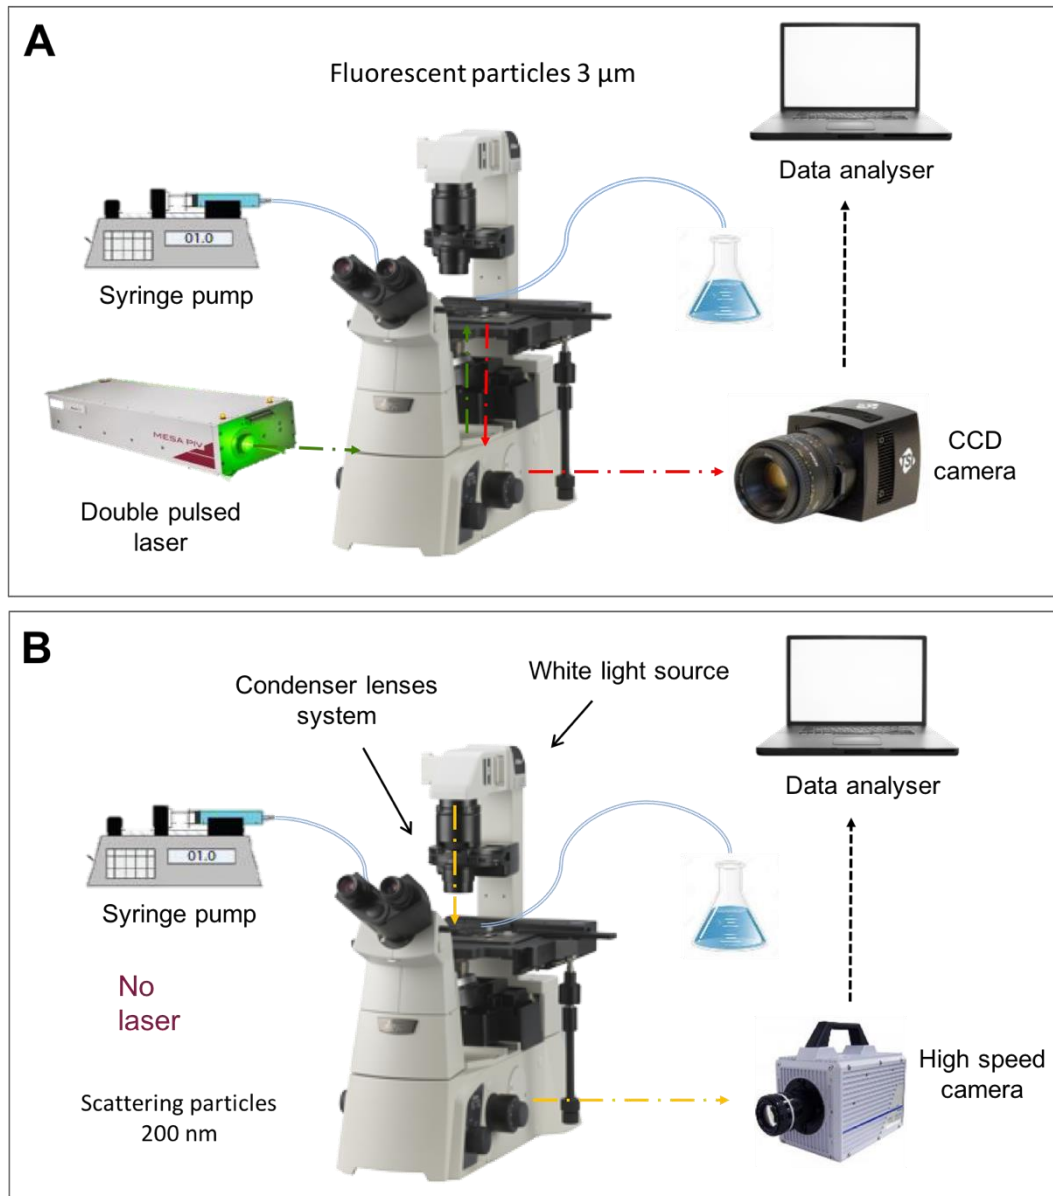 A
Fluorescent particles 3 µm
Data analyser
01.0
Syringe pump
MESA PIV
TSI
CCD
camera
Double pulsed
laser
B
White light source
Condenser lenses
system
Data analyser
01.0
Syringe pump
No
laser
High speed
camera
Scattering particles
200 nm